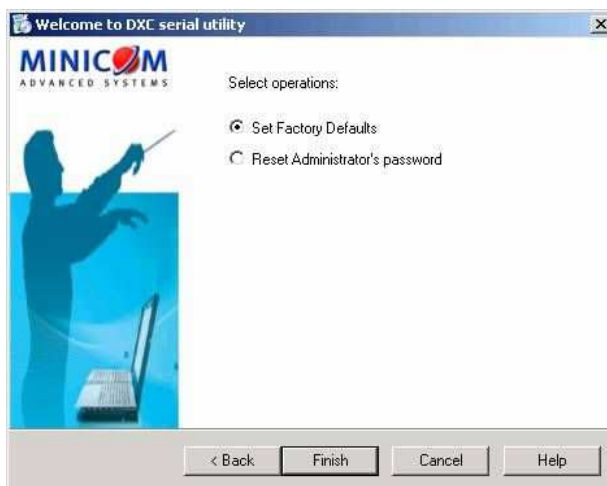 Welcome to DXC serial utility
MINICOM
ADVANCED SYSTEMS
Select operations:
Set Factory Defaults
Reset Administrator's password
< Back
Finish
Cancel
Help